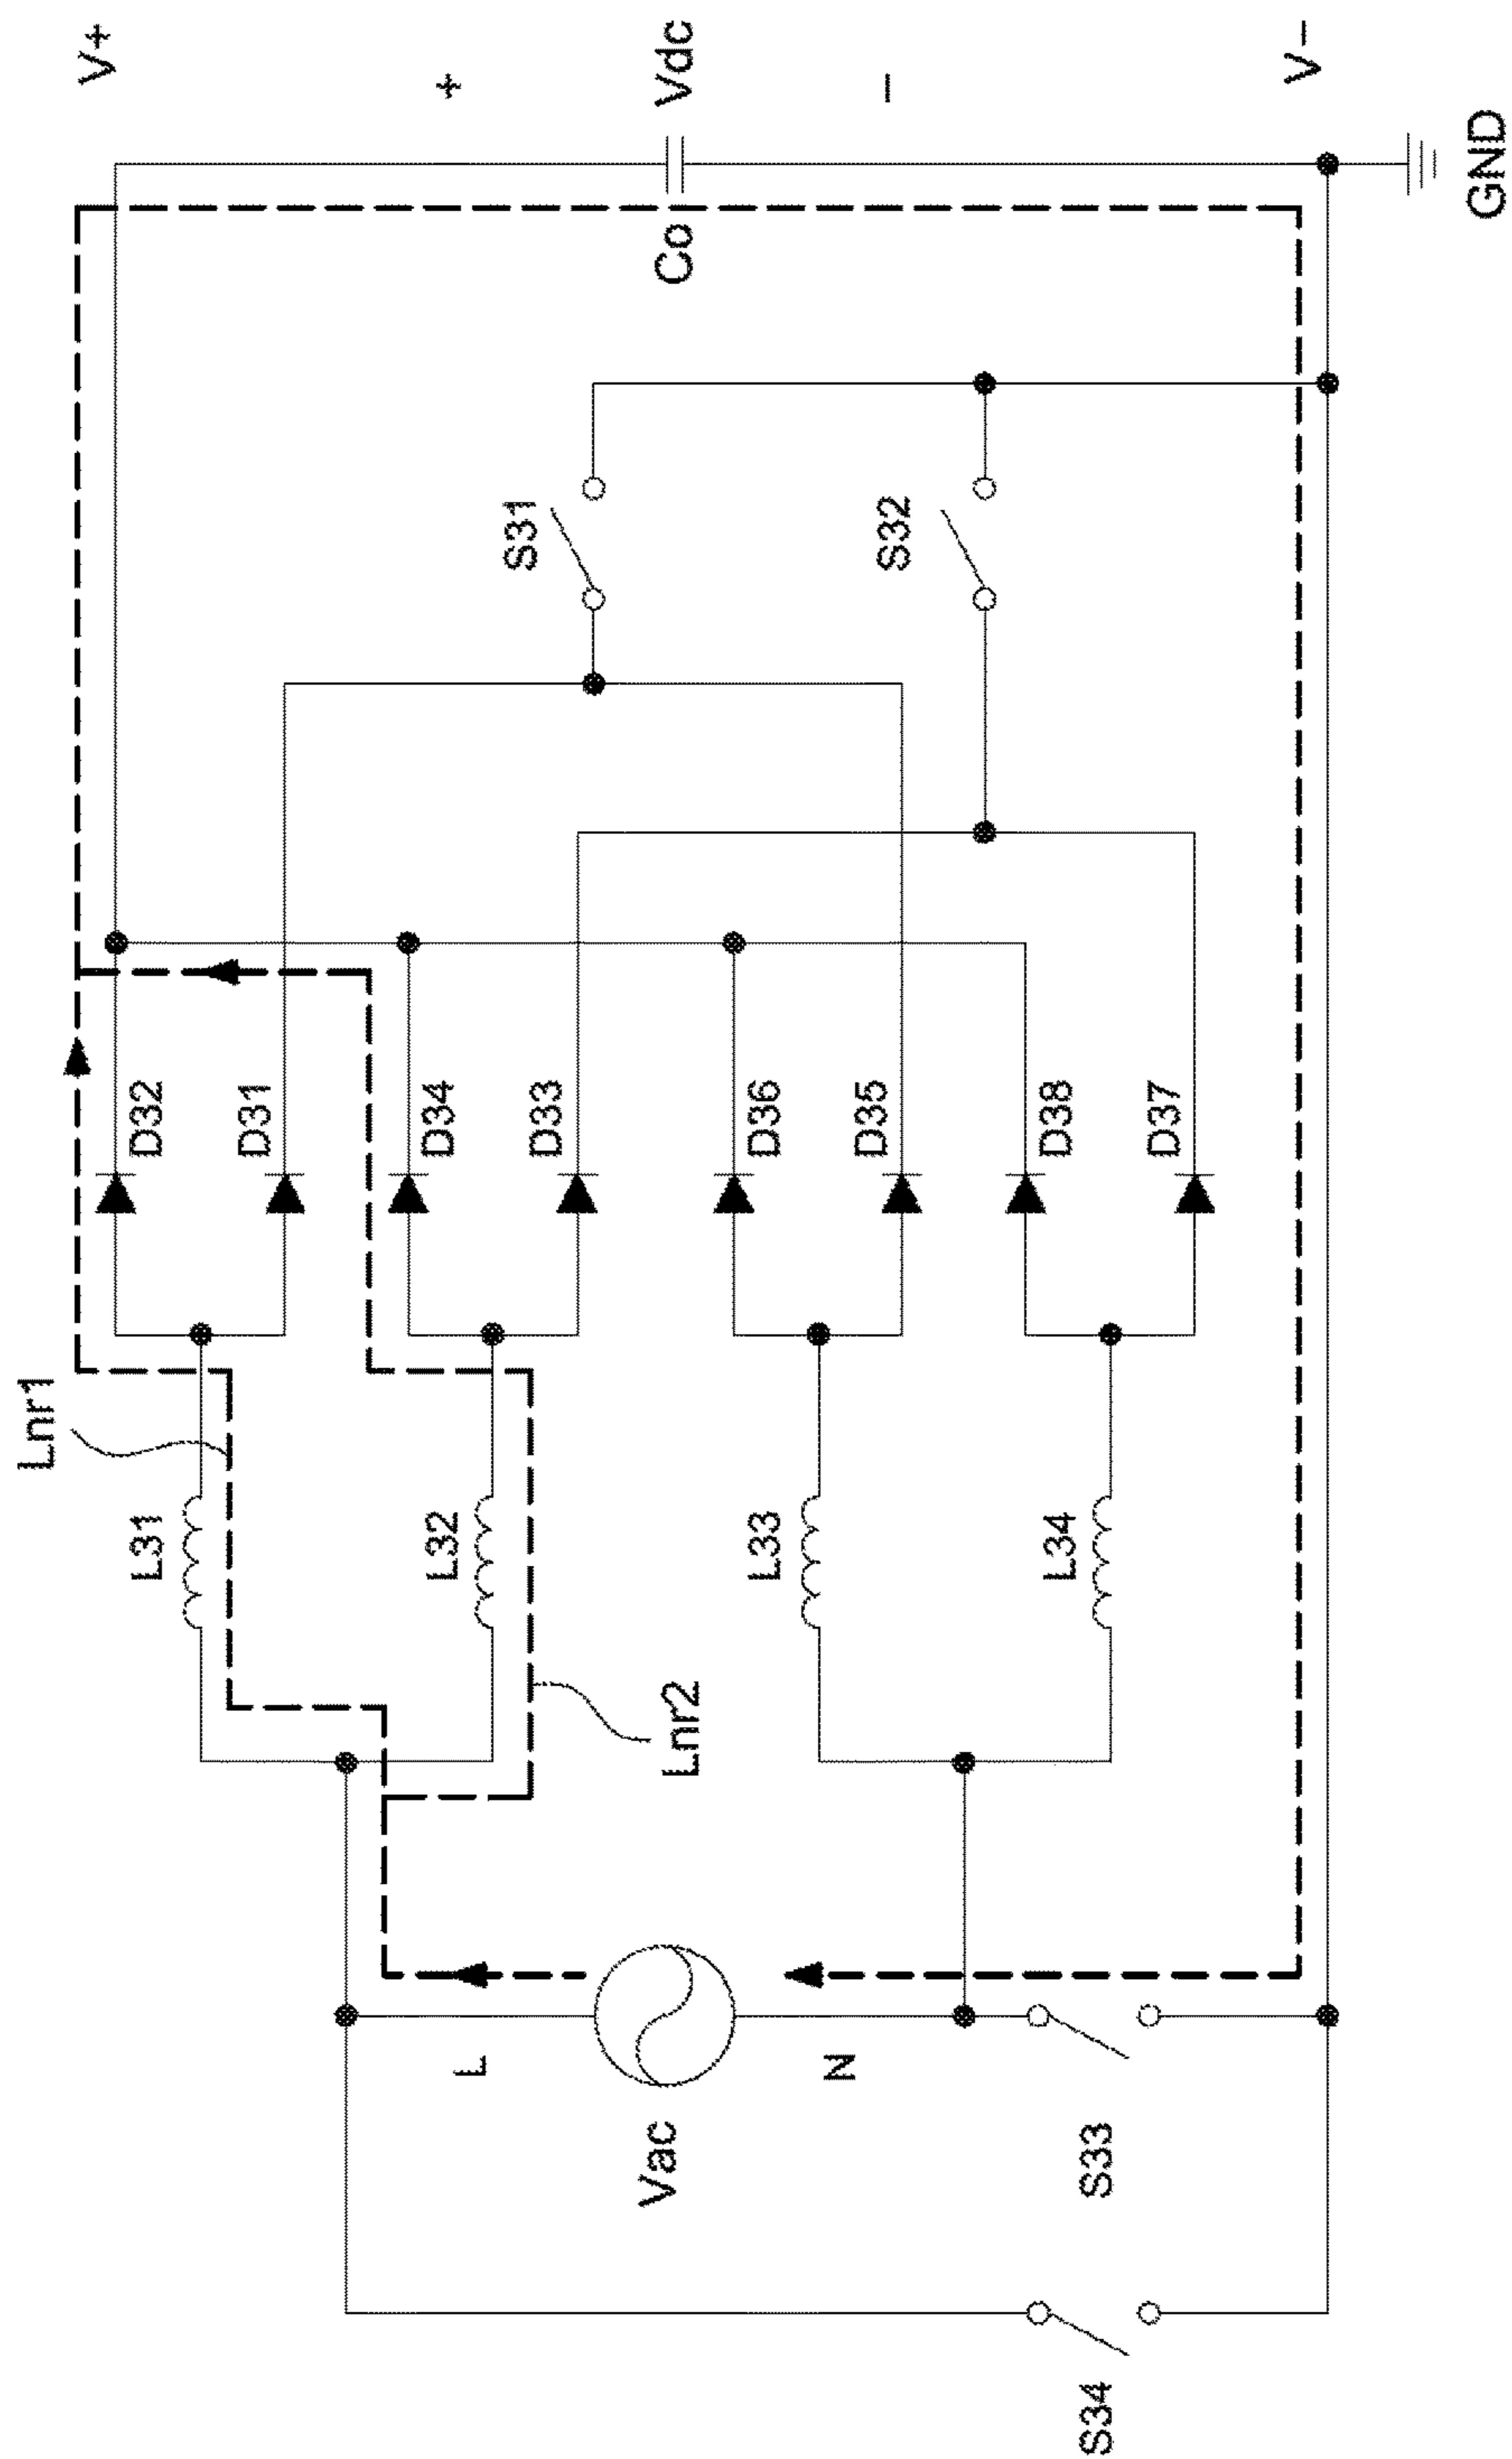 V+
+
Vdc
−
V−
Co
GND
S31
S32
D32
D31
D34
D33
D36
D35
D38
D37
Lnr1
L31
L32
L33
L34
Lnr2
L
N
Vac
S33
S34